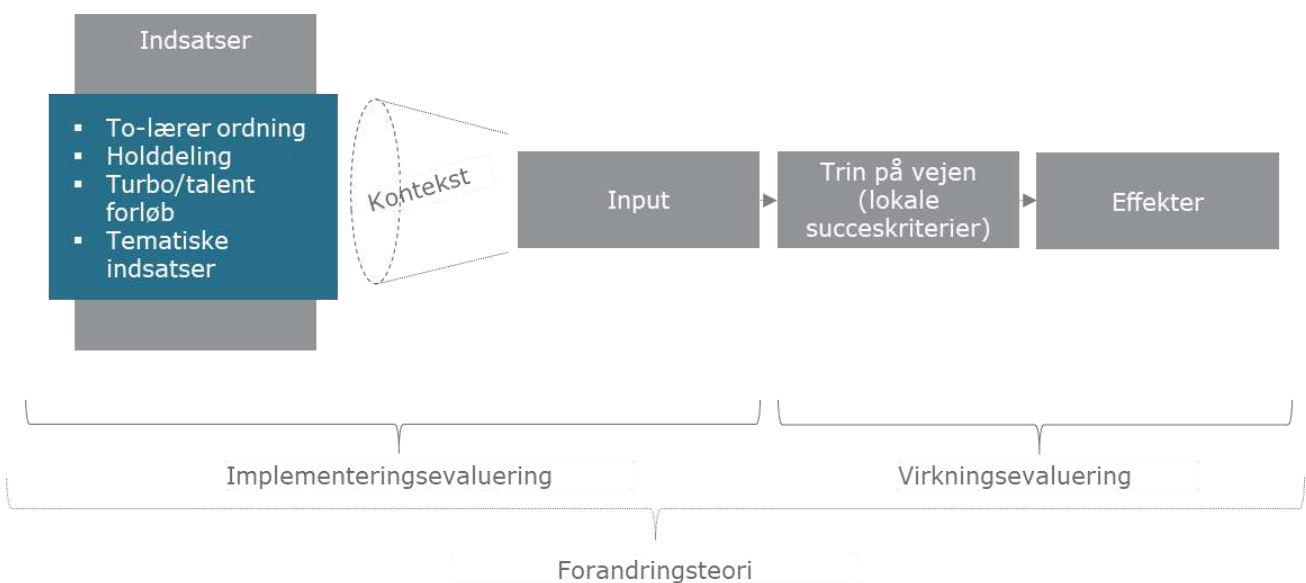 Indsatser
▪ To-lærer ordning
▪ Holddeling
▪ Turbo/talent
forløb
▪ Tematiske
indsatser
Kontekst
Input
Trin på vejen
(lokale
succeskriterier)
Effekter
Implementeringsevaluering
Virkningsevaluering
Forandringsteori